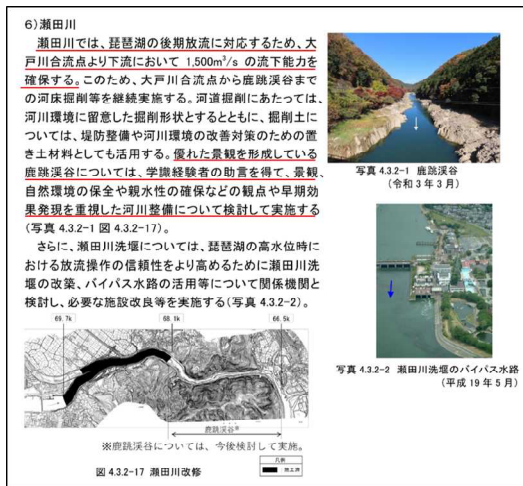 6)瀬田川
瀬田川では、琵琶湖の後期放流に対応するため、大
戸川合流点より下流において 1,500m³/s の流下能力を
確保する。このため、大戸川合流点から鹿跳渓谷まで
の河床掘削等を継続実施する。河道掘削にあたっては、
河川環境に留意した掘削形状とするとともに、掘削土に
ついては、堤防整備や河川環境の改善対策のための置
き土材料としても活用する。優れた景観を形成している
鹿跳渓谷については、学識経験者の助言を得て、景観、
自然環境の保全や親水性の確保などの観点や早期効
果発現を重視した河川整備について検討して実施する
(写真 4.3.2-1 図 4.3.2-17)。
さらに、瀬田川洗堰については、琵琶湖の高水位時に
おける放流操作の信頼性をより高めるために瀬田川洗
堰の改築、バイパス水路の活用等について関係機関と
検討し、必要な施設改良等を実施する(写真 4.3.2-2)。
69.7k 68.1k 66.5k
鹿跳渓谷※
※鹿跳渓谷については、今後検討して実施。
凡例
図 4.3.2-17 瀬田川改修
写真 4.3.2-1 鹿跳渓谷
(令和 3 年 3 月)
写真 4.3.2-2 瀬田川洗堰のバイパス水路
(平成 19 年 5 月)